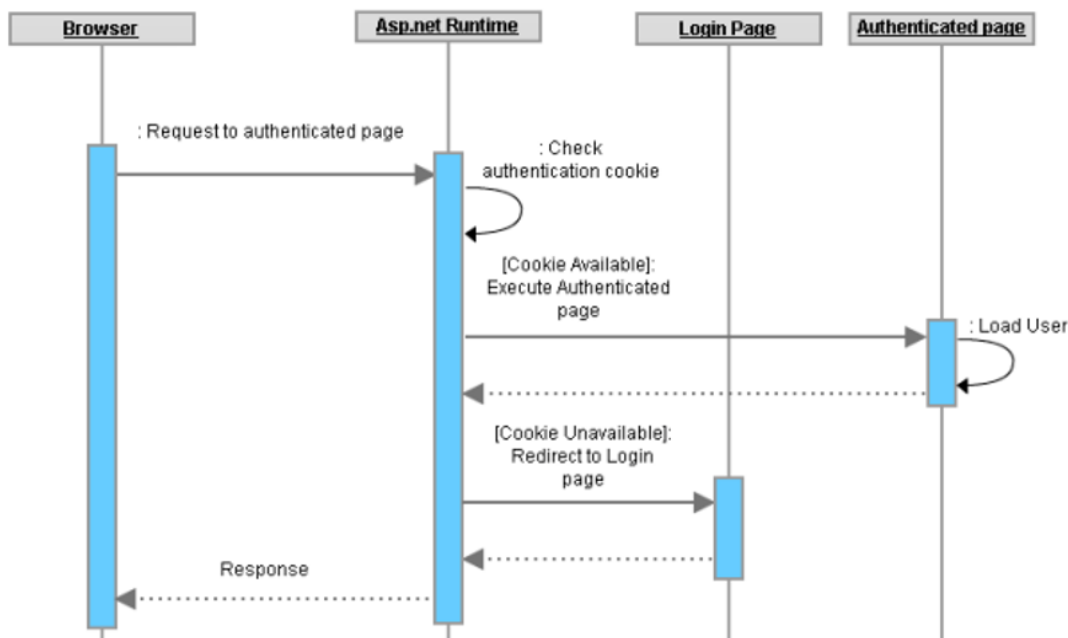 Browser
Asp.net Runtime
Login Page
Authenticated page
: Request to authenticated page
: Check
authentication cookie
[Cookie Available]:
Execute Authenticated
page
: Load User
[Cookie Unavailable]:
Redirect to Login
page
Response